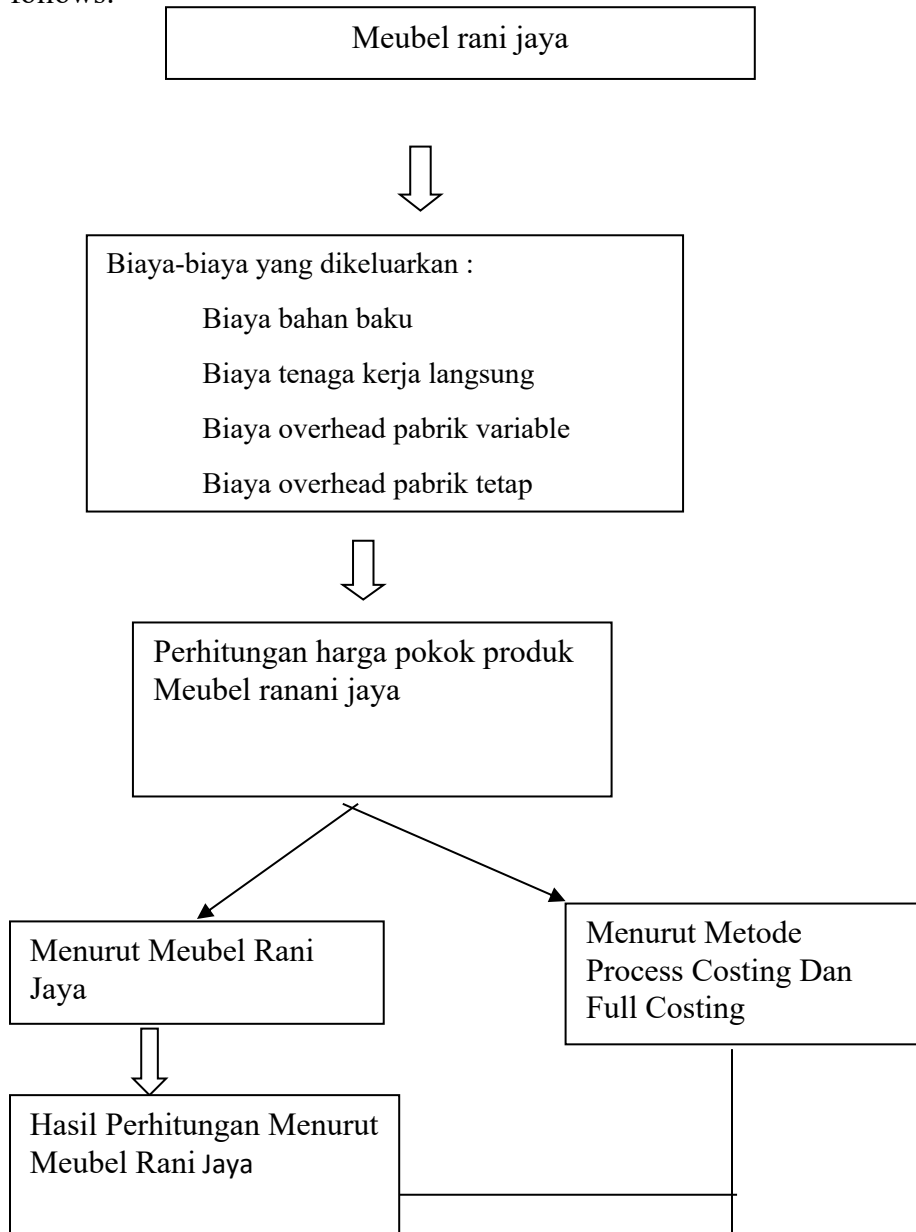 follows:
Meubel rani jaya
Biaya-biaya yang dikeluarkan :
Biaya bahan baku
Biaya tenaga kerja langsung
Biaya overhead pabrik variable
Biaya overhead pabrik tetap
Perhitungan harga pokok produk
Meubel ranani jaya
Menurut Meubel Rani
Jaya
Menurut Metode
Process Costing Dan
Full Costing
Hasil Perhitungan Menurut
Meubel Rani Jaya